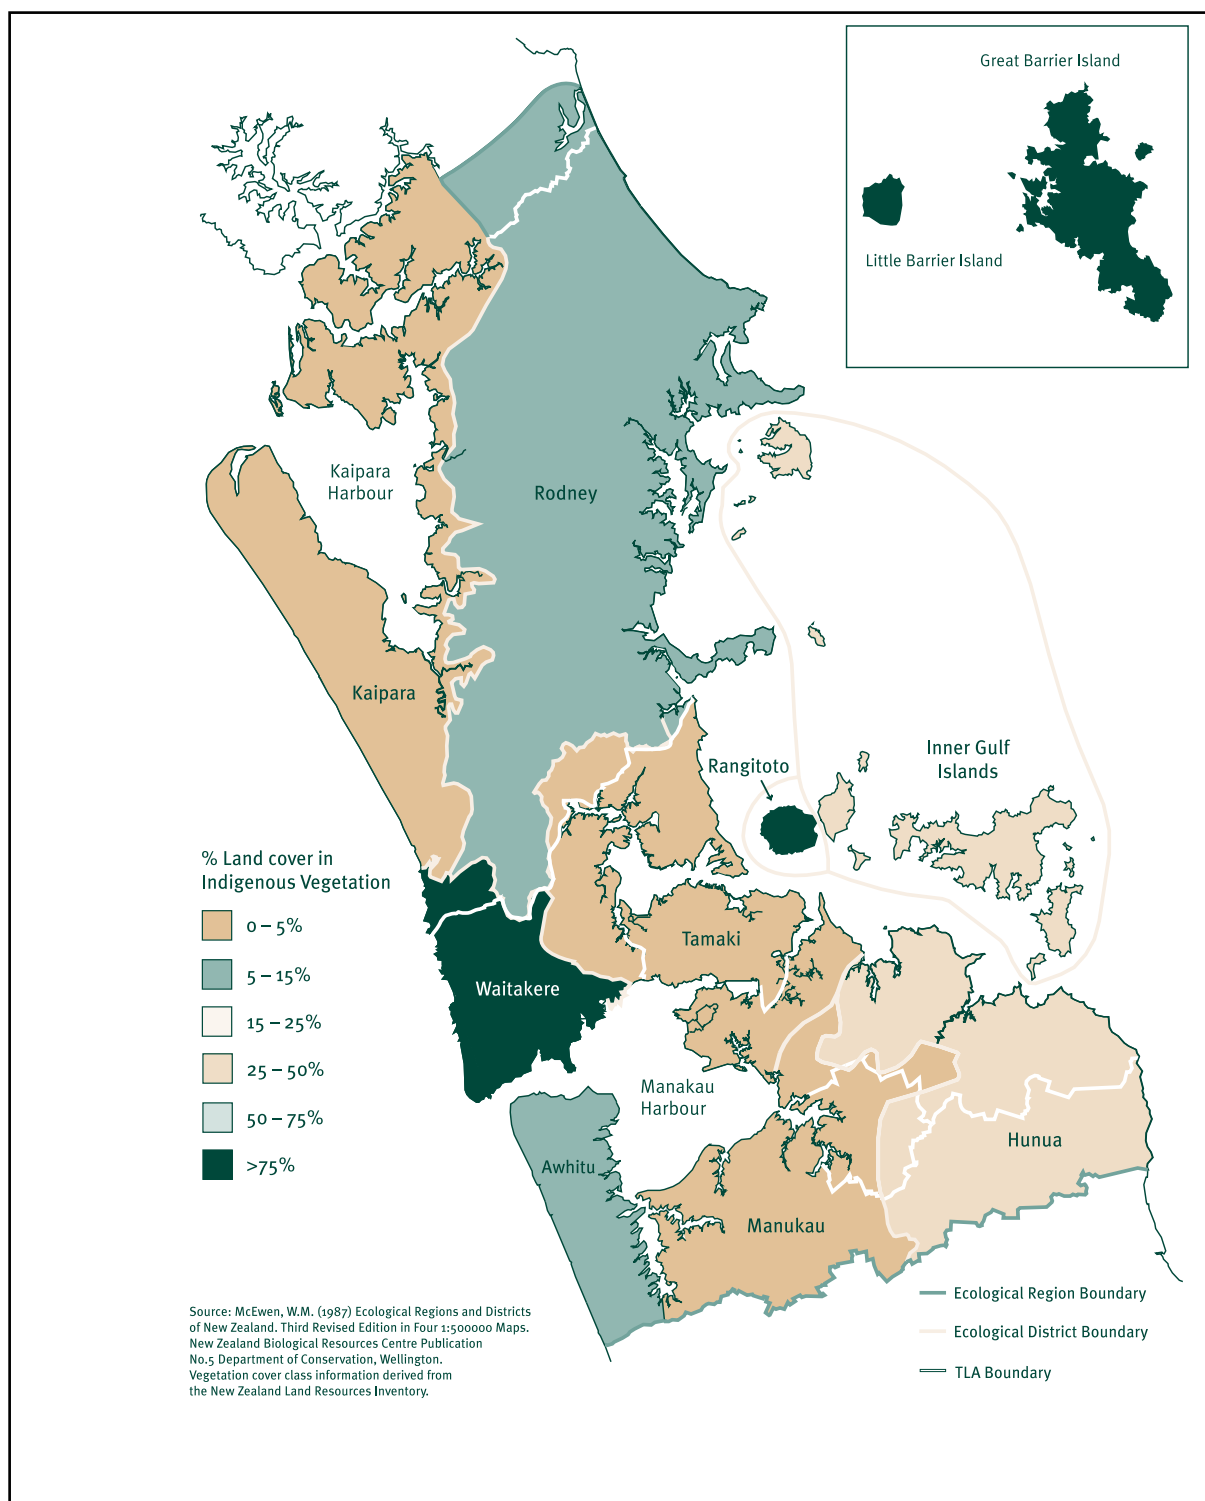 Great Barrier Island
Little Barrier Island
Kaipara
Harbour
Rodney
Kaipara
Inner Gulf
Islands
Rangitoto
% Land cover in
Indigenous Vegetation
0 – 5%
5 – 15%
15 – 25%
25 – 50%
50 – 75%
>75%
Tamaki
Waitakere
Manakau
Harbour
Hunua
Awhitu
Manukau
Source: McEwen, W.M. (1987) Ecological Regions and Districts
of New Zealand. Third Revised Edition in Four 1:500000 Maps.
New Zealand Biological Resources Centre Publication
No.5 Department of Conservation, Wellington.
Vegetation cover class information derived from
the New Zealand Land Resources Inventory.
Ecological Region Boundary
Ecological District Boundary
TLA Boundary